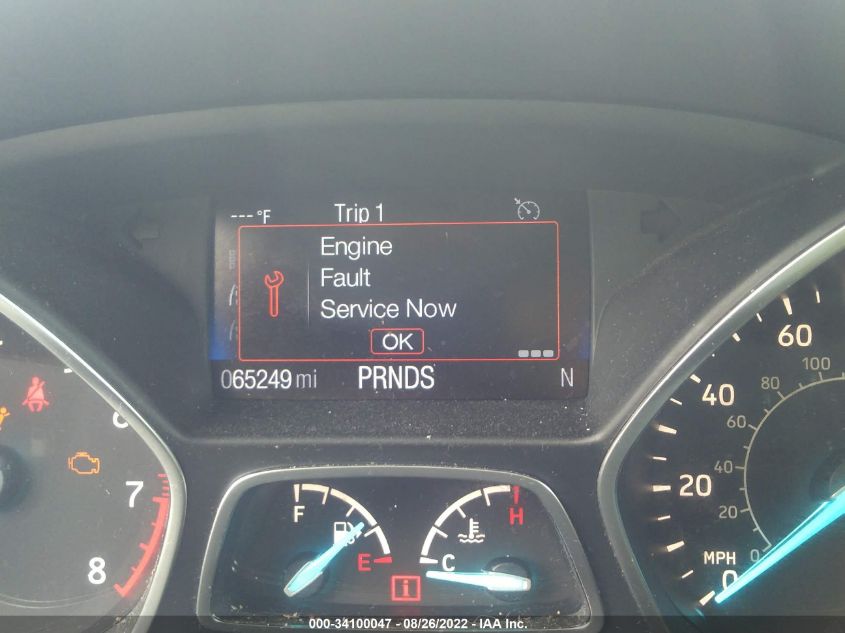 --- °F Trip 1
Engine
Fault
Service Now
OK
065249 mi PRNDS N
6
7
8
F
E
C
H
i
60
40
20
0
MPH
100
80
60
40
20
0
000-34100047 - 08/26/2022 - IAA Inc.